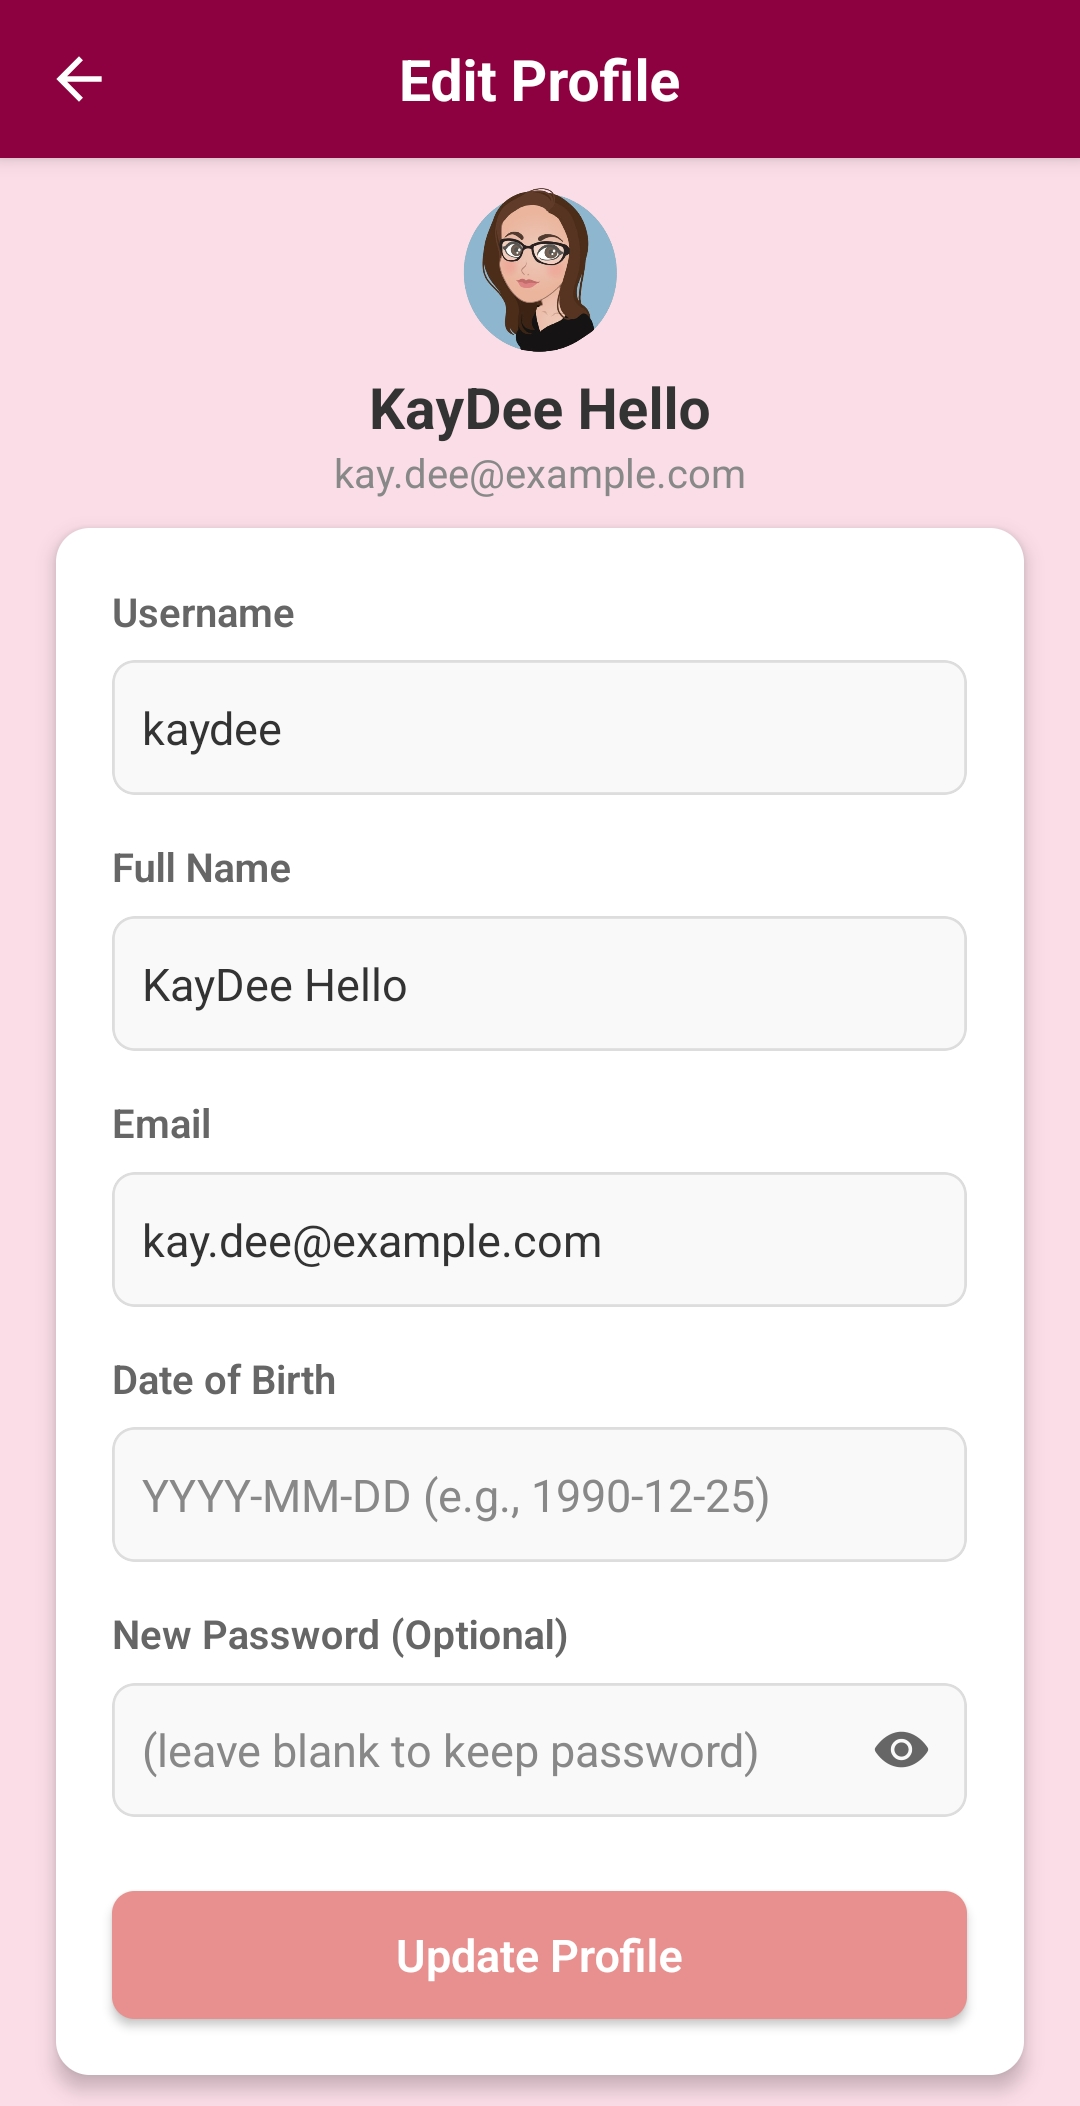 Edit Profile
KayDee Hello
kay.dee@example.com
Username
kaydee
Full Name
KayDee Hello
Email
kay.dee@example.com
Date of Birth
YYYY-MM-DD (e.g., 1990-12-25)
New Password (Optional)
(leave blank to keep password)
Update Profile